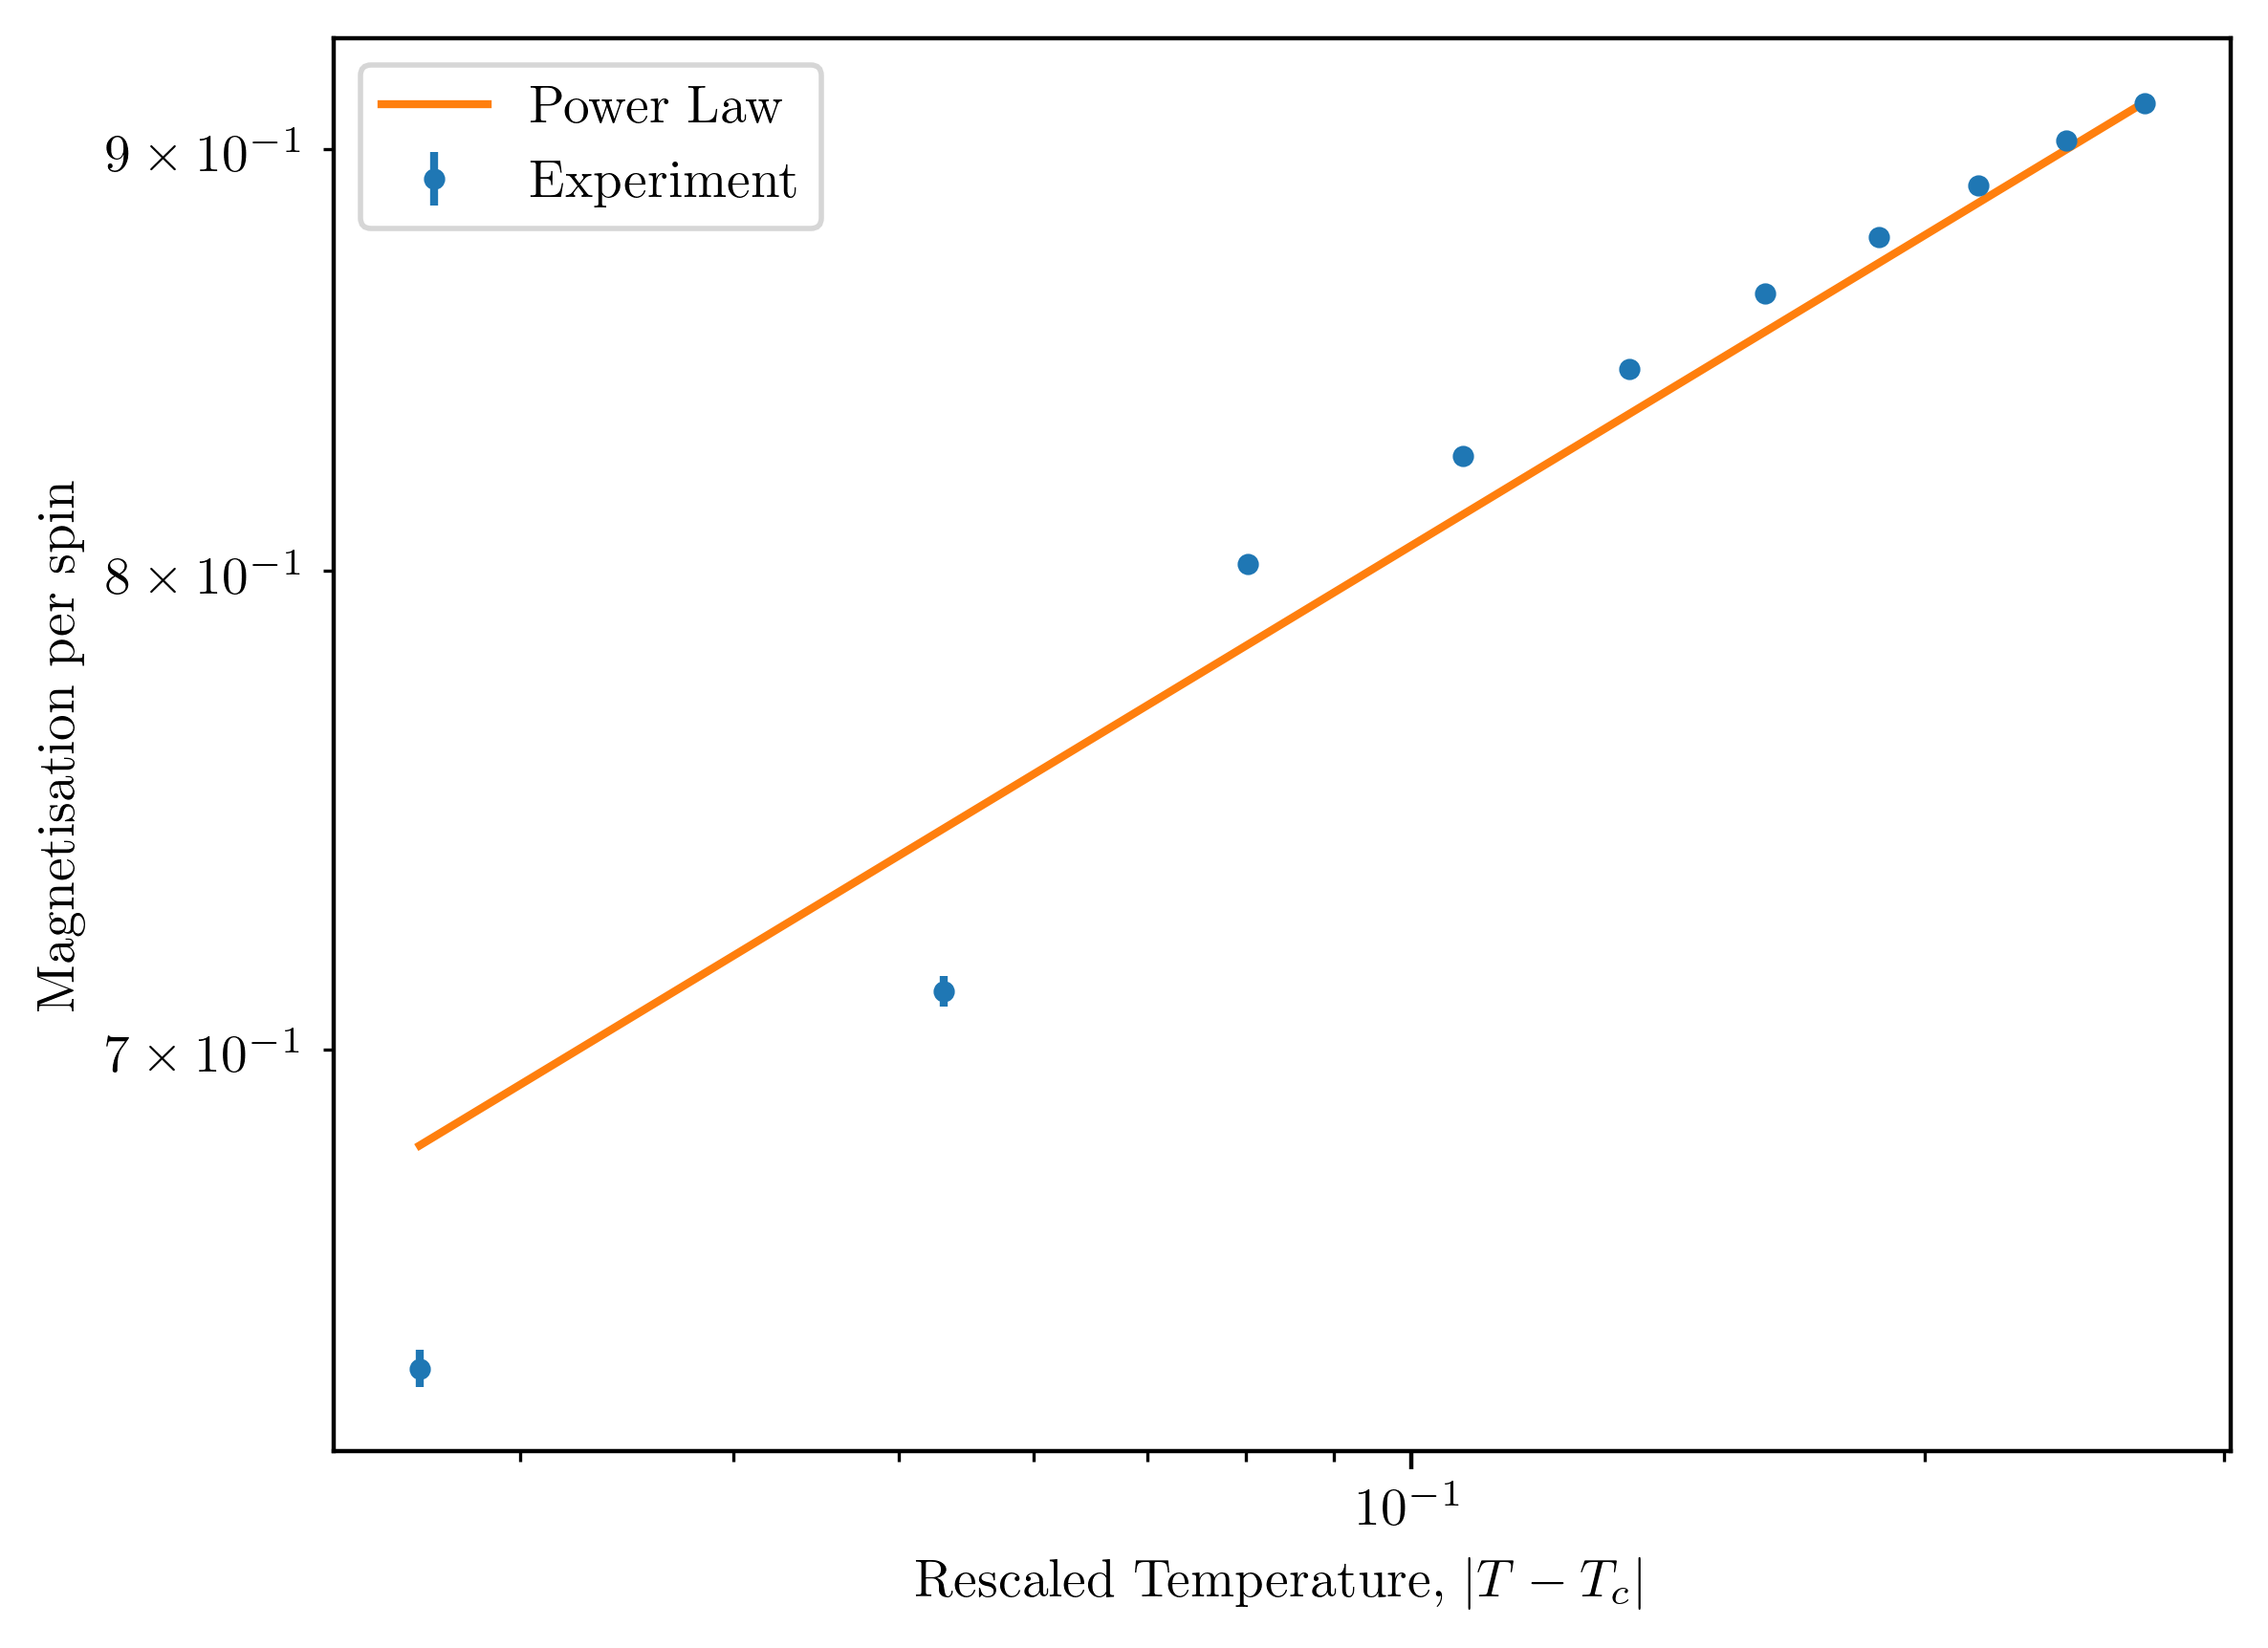 Power Law
Experiment
9 × 10⁻¹
8 × 10⁻¹
7 × 10⁻¹
Magnetisation per spin
10⁻¹
Rescaled Temperature, |T − T_c|